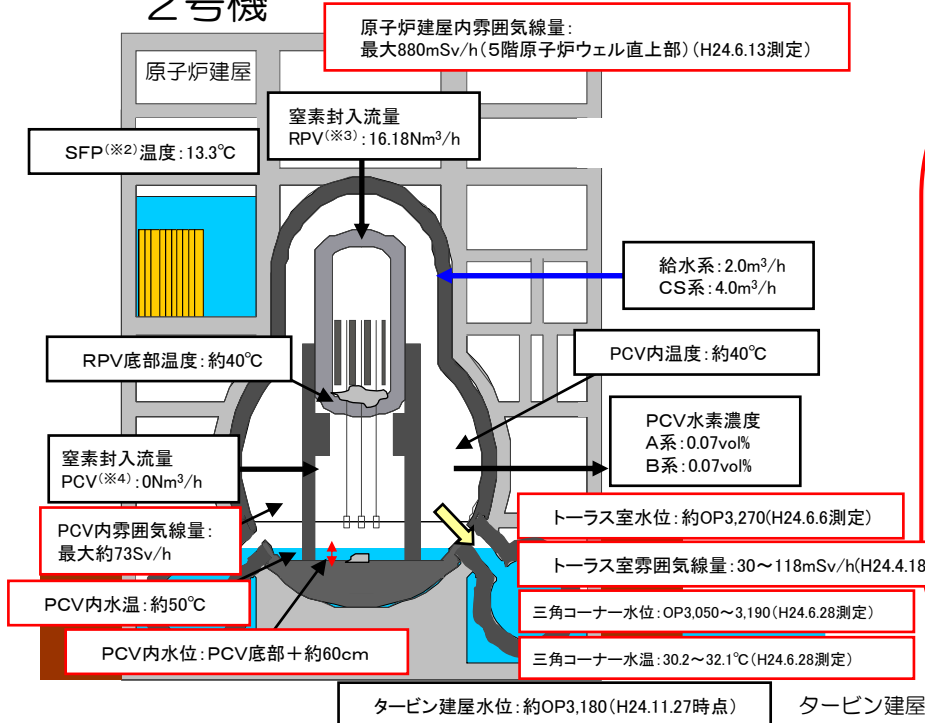 2号機
原子炉建屋内雰囲気線量:
最大880mSv/h(5階原子炉ウェル直上部)(H24.6.13測定)
原子炉建屋
窒素封入流量
RPV(※3):16.18Nm³/h
SFP(※2)温度:13.3℃
給水系:2.0m³/h
CS系:4.0m³/h
RPV底部温度:約40℃
PCV内温度:約40℃
PCV水素濃度
A系:0.07vol%
B系:0.07vol%
窒素封入流量
PCV(※4):0Nm³/h
PCV内雰囲気線量:
最大約73Sv/h
トーラス室水位:約OP3,270(H24.6.6測定)
トーラス室雰囲気線量:30~118mSv/h(H24.4.18
PCV内水温:約50℃
三角コーナー水位:OP3,050~3,190(H24.6.28測定)
PCV内水位:PCV底部+約60cm
三角コーナー水温:30.2~32.1℃(H24.6.28測定)
タービン建屋水位:約OP3,180(H24.11.27時点)
タービン建屋